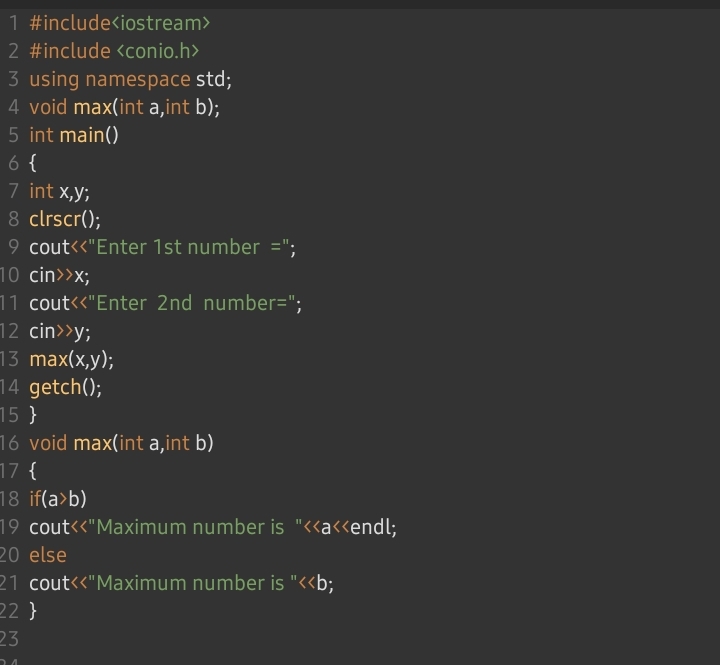 1 #include<iostream>
2 #include <conio.h>
3 using namespace std;
4 void max(int a,int b);
5 int main()
6 {
7 int x,y;
8 clrscr();
9 cout<<"Enter 1st number  =";
10 cin>>x;
11 cout<<"Enter  2nd  number=";
12 cin>>y;
13 max(x,y);
14 getch();
15 }
16 void max(int a,int b)
17 {
18 if(a>b)
19 cout<<"Maximum number is  "<<a<<endl;
20 else
21 cout<<"Maximum number is "<<b;
22 }
23